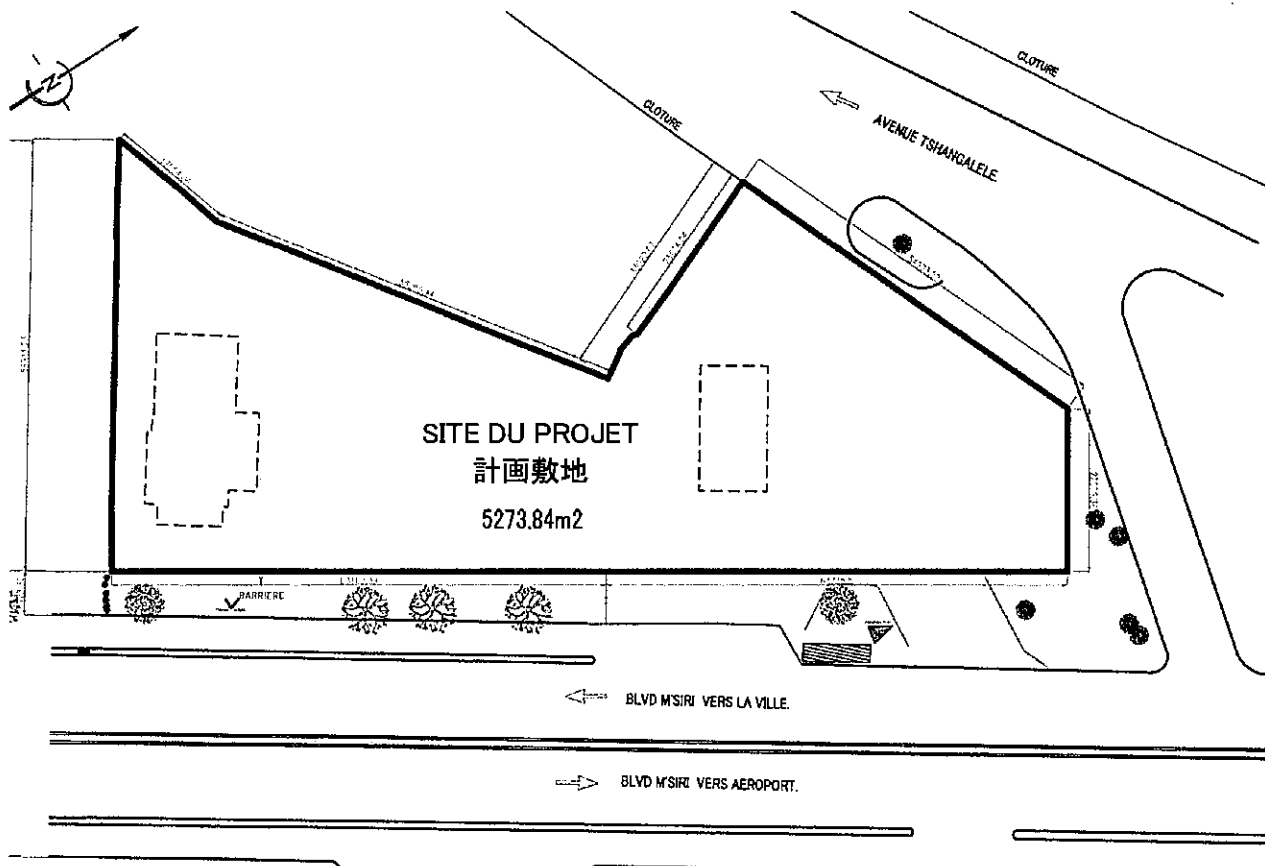 CLOTURE
N
CLOTURE
AVENUE TSHANGALELE
SITE DU PROJET
計画敷地
5273.84m2
BARRIERE
BLVD M'SIRI VERS LA VILLE.
BLVD M'SIRI VERS AEROPORT.